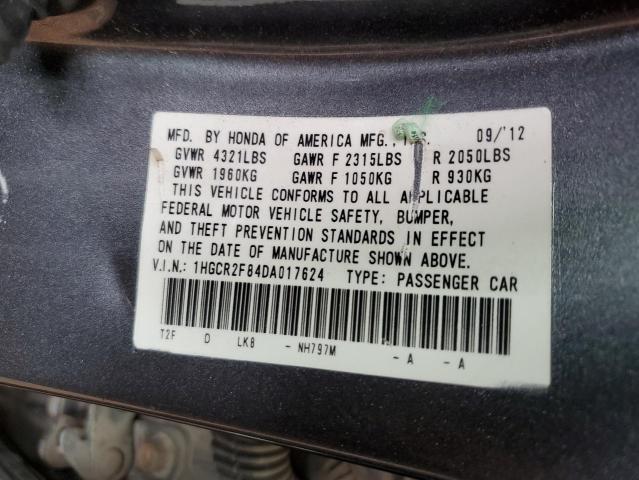 MFD. BY HONDA OF AMERICA MFG., 09/'12
GVWR 4321LBS GAWR F 2315LBS R 2050LBS
GVWR 1960KG GAWR F 1050KG R 930KG
THIS VEHICLE CONFORMS TO ALL APPLICABLE
FEDERAL MOTOR VEHICLE SAFETY, BUMPER,
AND THEFT PREVENTION STANDARDS IN EFFECT
ON THE DATE OF MANUFACTURE SHOWN ABOVE.
V.I.N.: 1HGCR2F84DA017624 TYPE: PASSENGER CAR
T2F D LK8 - NH797M - A - A